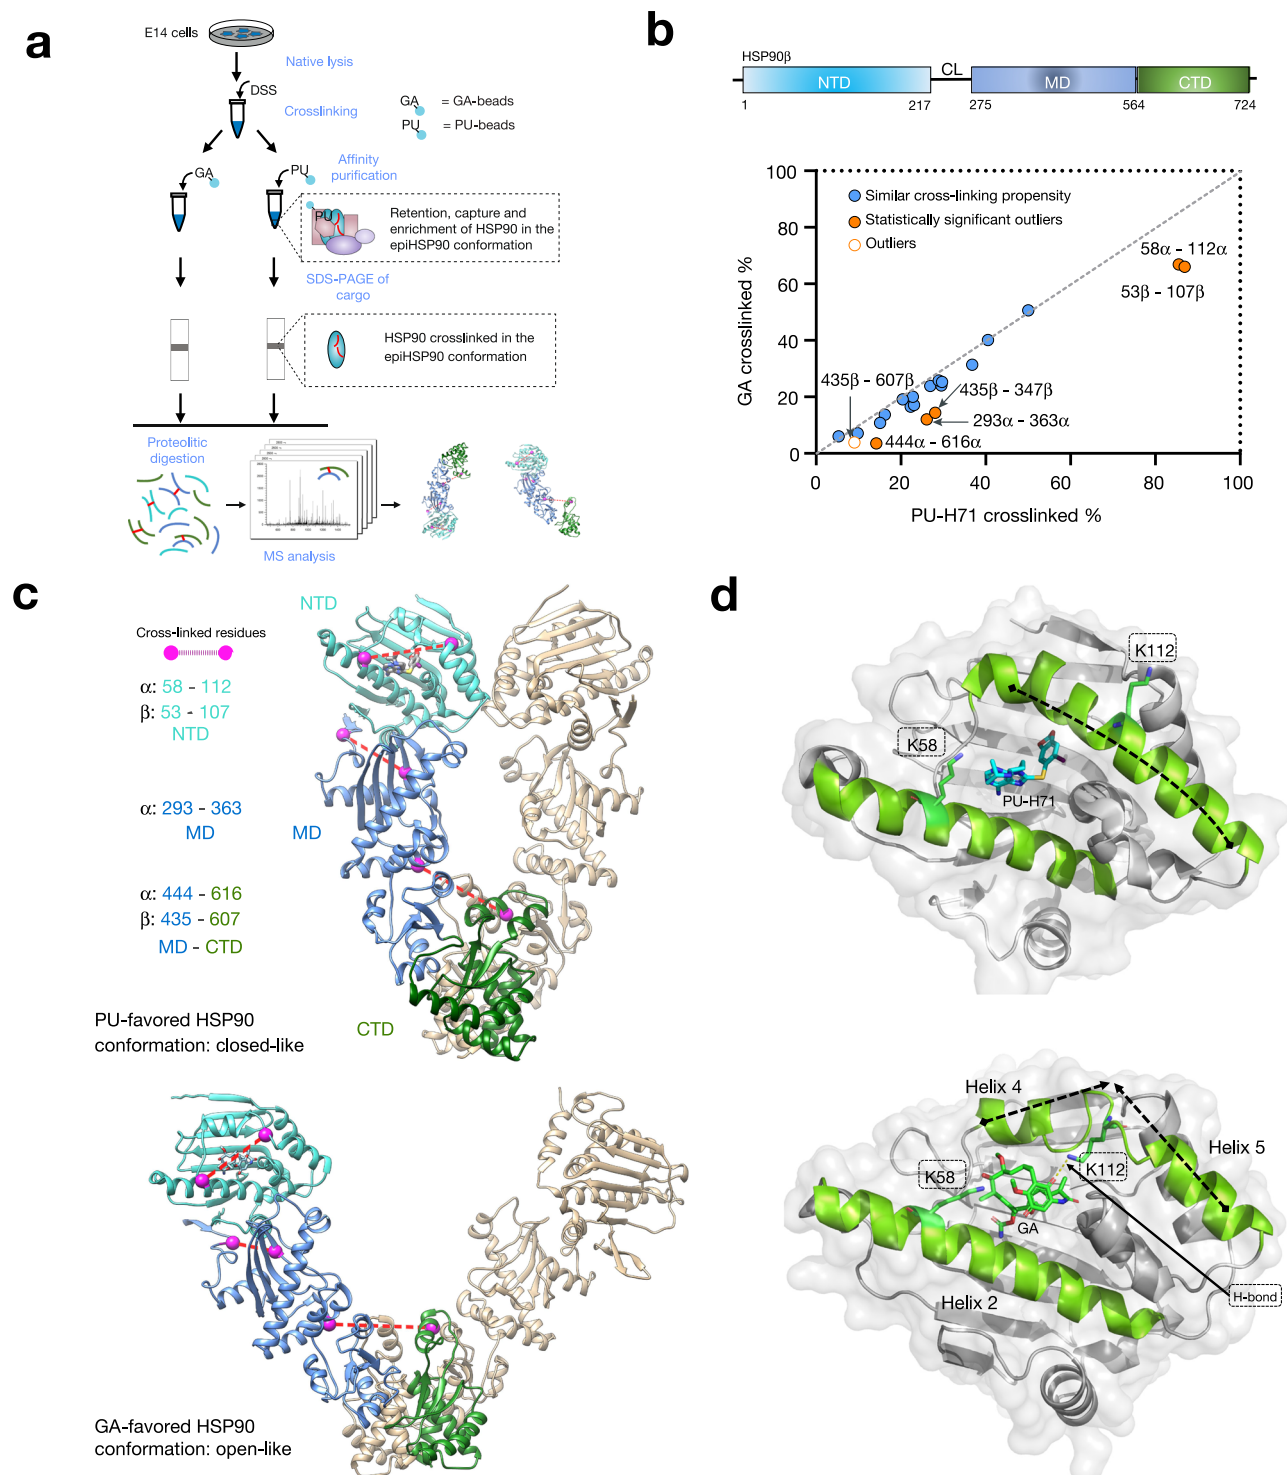 a
E14 cells
Native lysis
DSS
Crosslinking
GA = GA-beads
PU = PU-beads
GA
PU
Affinity
purification
PU
Retention, capture and
enrichment of HSP90 in the
epiHSP90 conformation
SDS-PAGE of
cargo
HSP90 crosslinked in the
epiHSP90 conformation
Proteolitic
digestion
MS analysis
b
HSP90β
NTD
CL
MD
CTD
1
217
275
564
724
GA crosslinked %
100
80
60
40
20
0
Similar cross-linking propensity
Statistically significant outliers
Outliers
58α - 112α
53β - 107β
435β - 607β
435β - 347β
293α - 363α
444α - 616α
0
20
40
60
80
100
PU-H71 crosslinked %
c
NTD
Cross-linked residues
α: 58 - 112
β: 53 - 107
NTD
α: 293 - 363
MD
MD
α: 444 - 616
β: 435 - 607
MD - CTD
CTD
PU-favored HSP90
conformation: closed-like
GA-favored HSP90
conformation: open-like
d
K112
K58
PU-H71
Helix 4
Helix 5
K58
K112
GA
H-bond
Helix 2